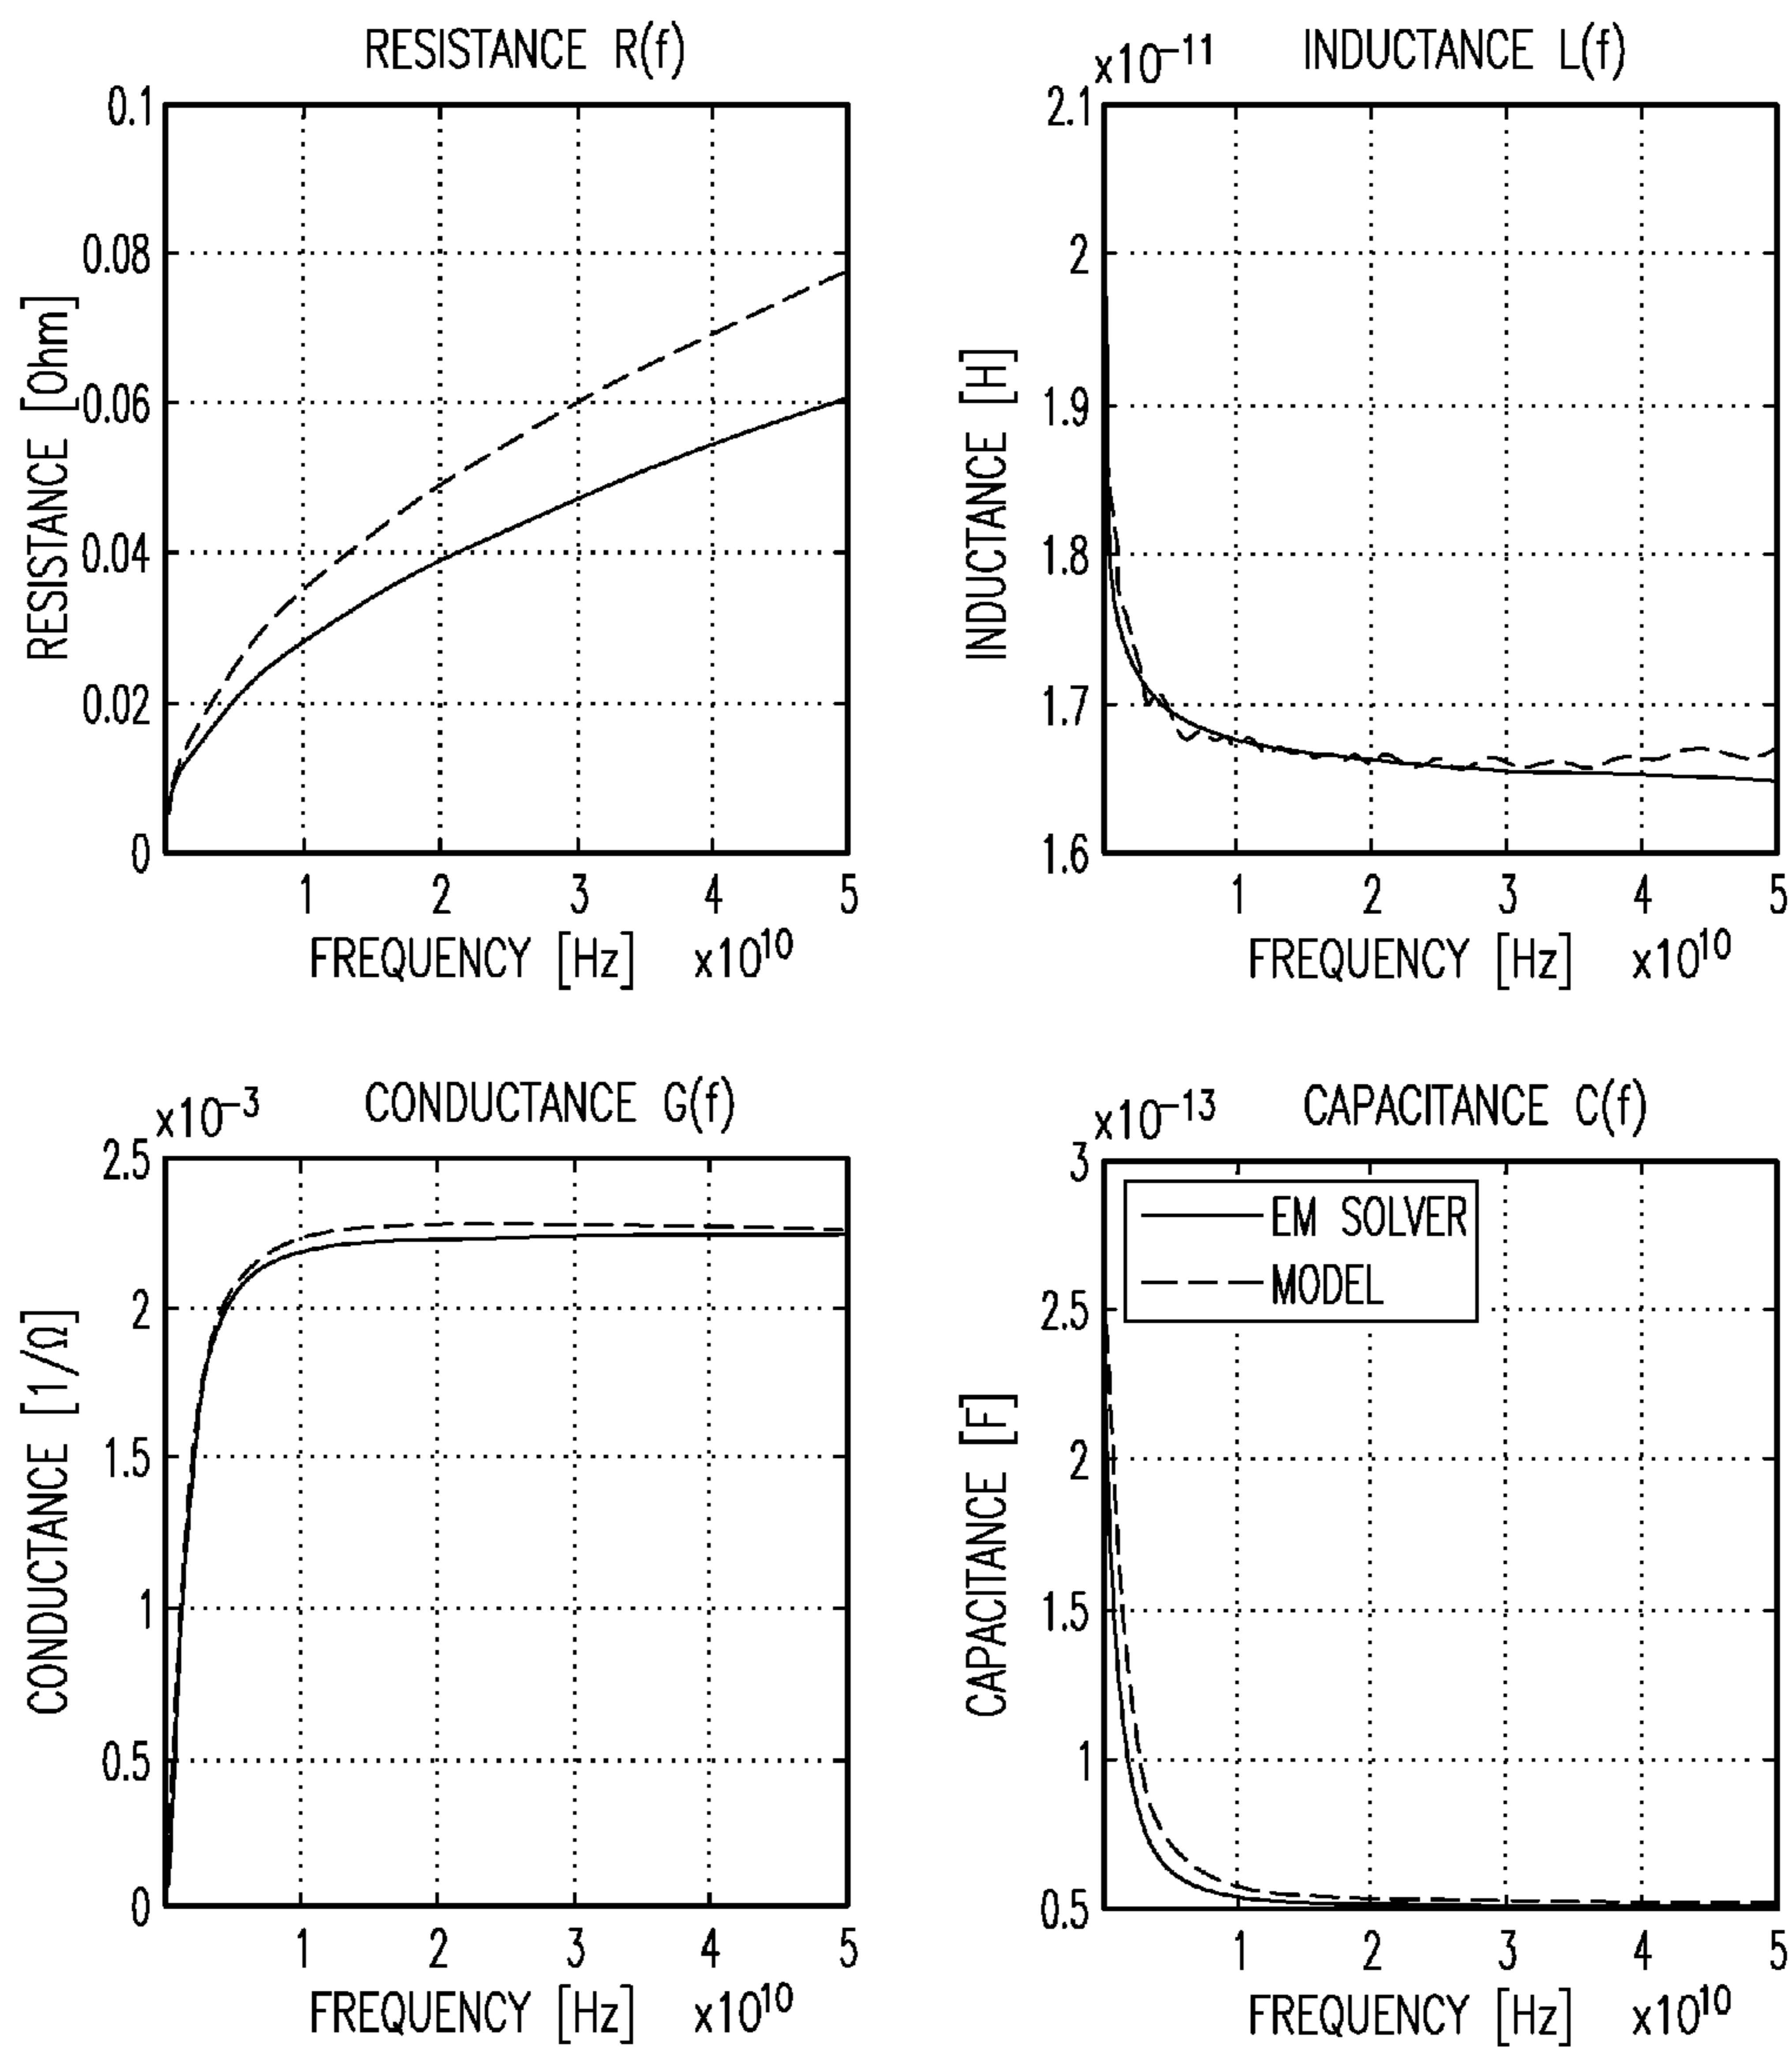 RESISTANCE R(f)
0.1
0.08
0.06
0.04
0.02
0
RESISTANCE [Ohm]
1 2 3 4 5
FREQUENCY [Hz] x10^10
x10^-11 INDUCTANCE L(f)
2.1
2
1.9
1.8
1.7
1.6
INDUCTANCE [H]
1 2 3 4 5
FREQUENCY [Hz] x10^10
x10^-3 CONDUCTANCE G(f)
2.5
2
1.5
1
0.5
0
CONDUCTANCE [1/Ω]
1 2 3 4 5
FREQUENCY [Hz] x10^10
x10^-13 CAPACITANCE C(f)
3
2.5
2
1.5
1
0.5
CAPACITANCE [F]
EM SOLVER
MODEL
1 2 3 4 5
FREQUENCY [Hz] x10^10